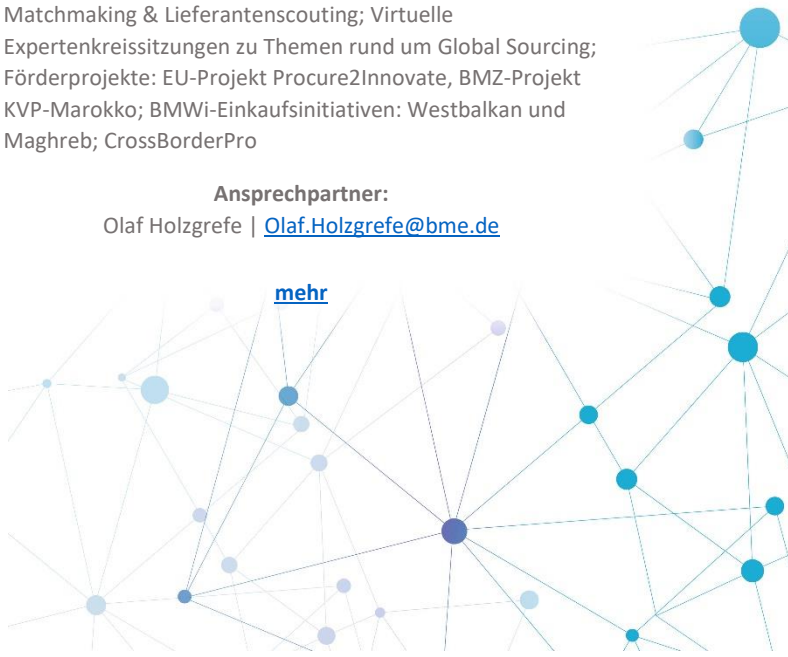 Matchmaking & Lieferantenscouting; Virtuelle
Expertenkreissitzungen zu Themen rund um Global Sourcing;
Förderprojekte: EU-Projekt Procure2Innovate, BMZ-Projekt
KVP-Marokko; BMWi-Einkaufsinitiativen: Westbalkan und
Maghreb; CrossBorderPro
Ansprechpartner:
Olaf Holzgrefe | Olaf.Holzgrefe@bme.de
mehr